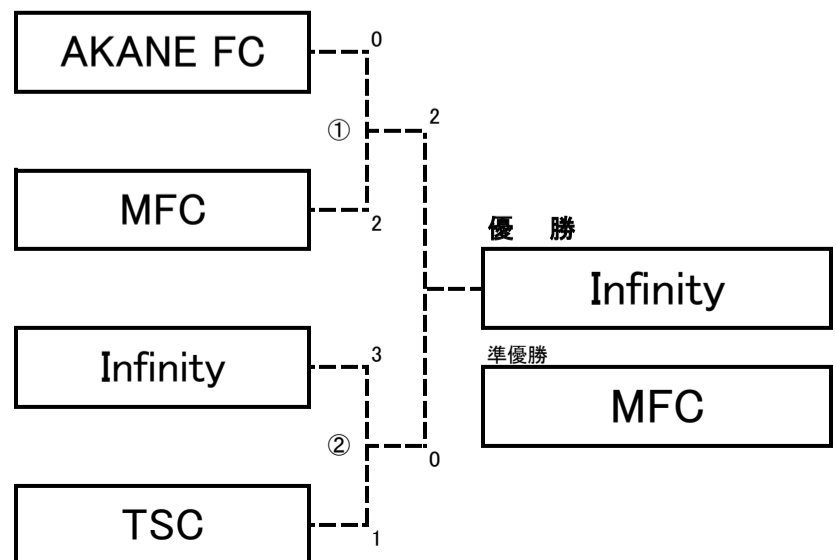 AKANE FC
0
①
2
MFC
2
優 勝
Infinity
準優勝
MFC
Infinity
3
②
0
TSC
1